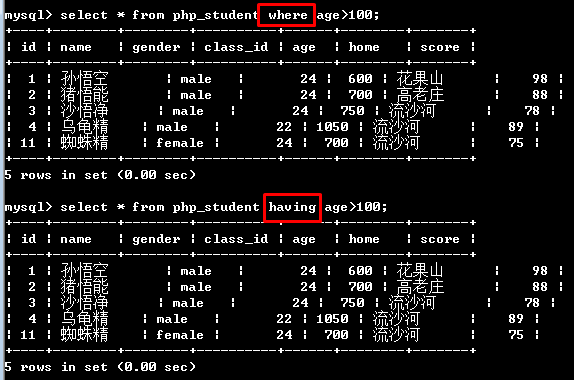 mysql> select * from php_student where age>100;
+----+--------+--------+----------+------+--------+-------+
| id | name | gender | class_id | age | home | score |
+----+--------+--------+----------+------+--------+-------+
| 1 | 孙悟空 | male | 24 | 600 | 花果山 | 98 |
| 2 | 猪悟能 | male | 24 | 700 | 高老庄 | 88 |
| 3 | 沙悟净 | male | 24 | 750 | 流沙河 | 78 |
| 4 | 乌龟精 | male | 22 | 1050 | 流沙河 | 89 |
| 11 | 蜘蛛精 | female | 24 | 700 | 流沙河 | 75 |
+----+--------+--------+----------+------+--------+-------+
5 rows in set (0.00 sec)
mysql> select * from php_student having age>100;
+----+--------+--------+----------+------+--------+-------+
| id | name | gender | class_id | age | home | score |
+----+--------+--------+----------+------+--------+-------+
| 1 | 孙悟空 | male | 24 | 600 | 花果山 | 98 |
| 2 | 猪悟能 | male | 24 | 700 | 高老庄 | 88 |
| 3 | 沙悟净 | male | 24 | 750 | 流沙河 | 78 |
| 4 | 乌龟精 | male | 22 | 1050 | 流沙河 | 89 |
| 11 | 蜘蛛精 | female | 24 | 700 | 流沙河 | 75 |
+----+--------+--------+----------+------+--------+-------+
5 rows in set (0.00 sec)